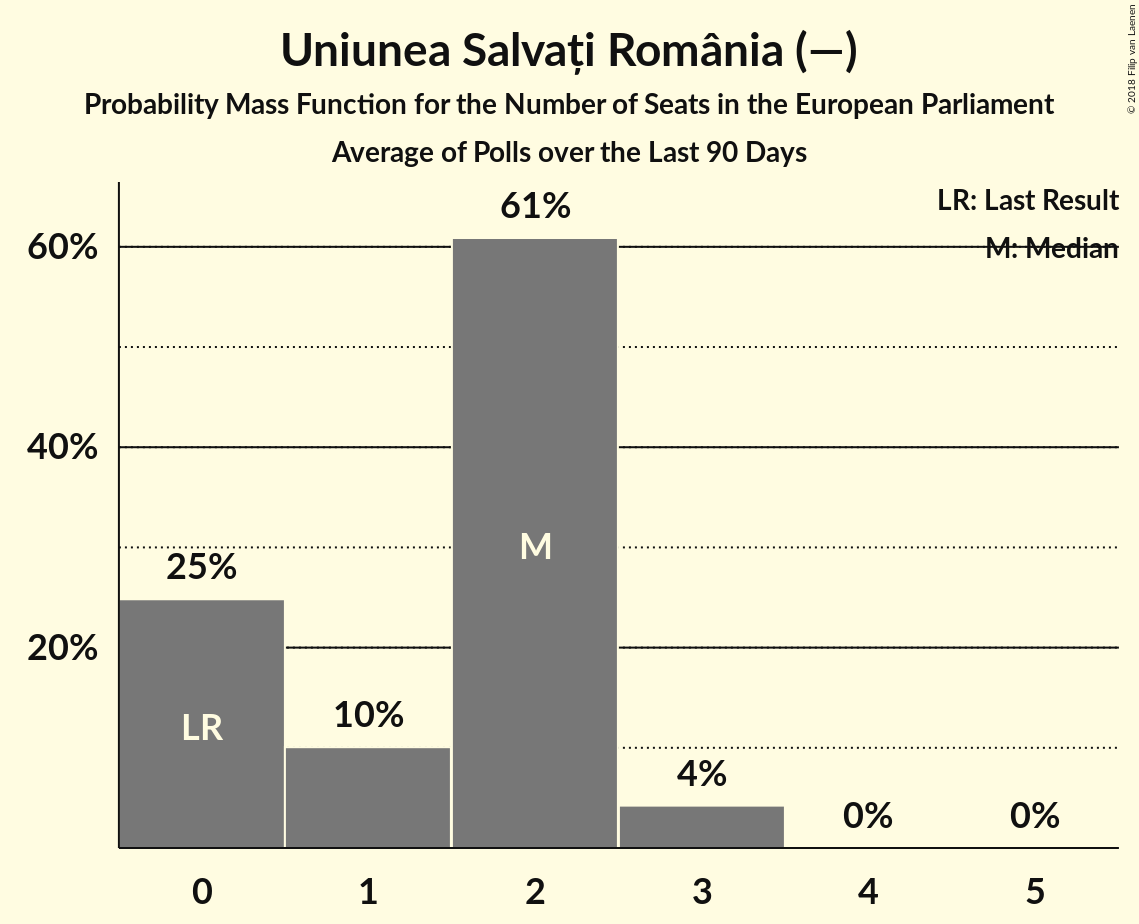 Uniunea Salvați România (—)
Probability Mass Function for the Number of Seats in the European Parliament
Average of Polls over the Last 90 Days
© 2018 Filip van Laenen
LR: Last Result
M: Median
61%
60%
40%
M
25%
20%
LR
10%
4%
0%
0%
0 1 2 3 4 5